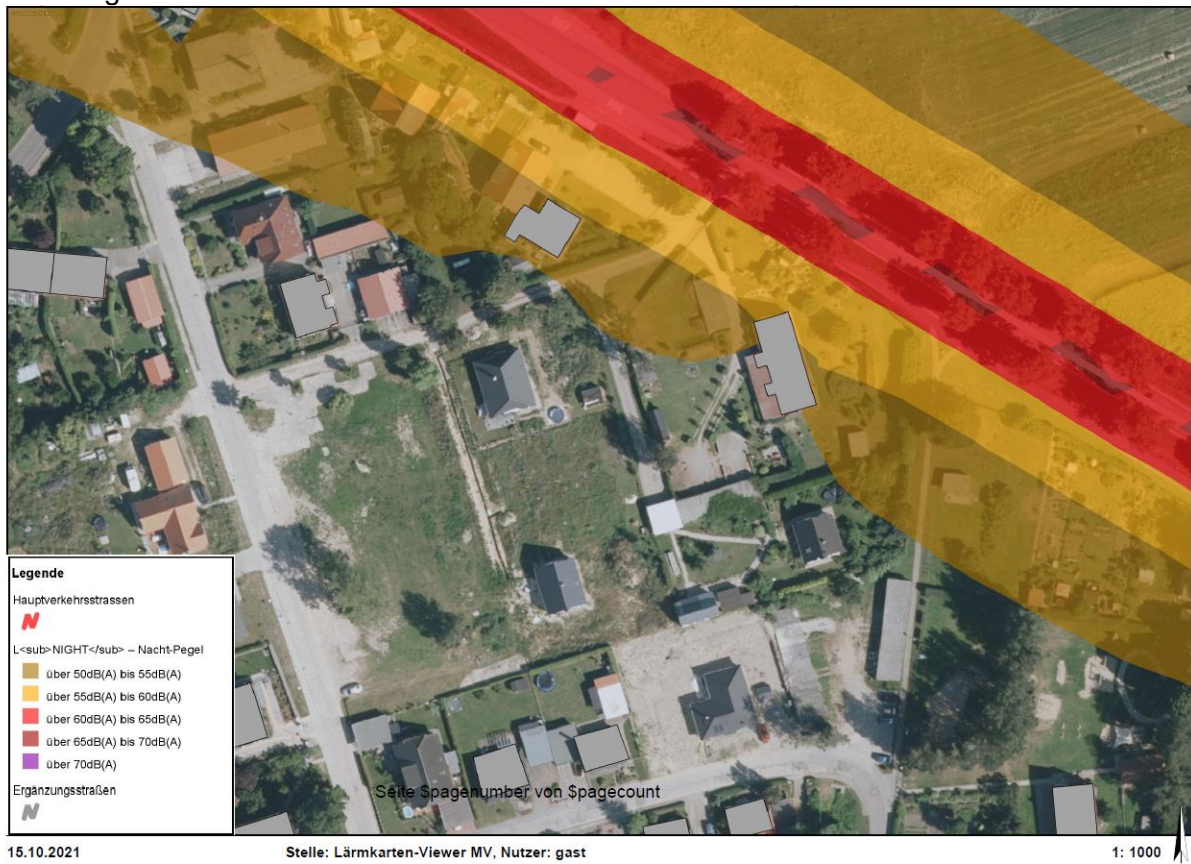 Legende
Hauptverkehrsstrassen
L<sub>NIGHT</sub> – Nacht-Pegel
über 50dB(A) bis 55dB(A)
über 55dB(A) bis 60dB(A)
über 60dB(A) bis 65dB(A)
über 65dB(A) bis 70dB(A)
über 70dB(A)
Ergänzungsstraßen
Seite $pagenumber von $pagecount
15.10.2021 Stelle: Lärmkarten-Viewer MV, Nutzer: gast 1: 1000